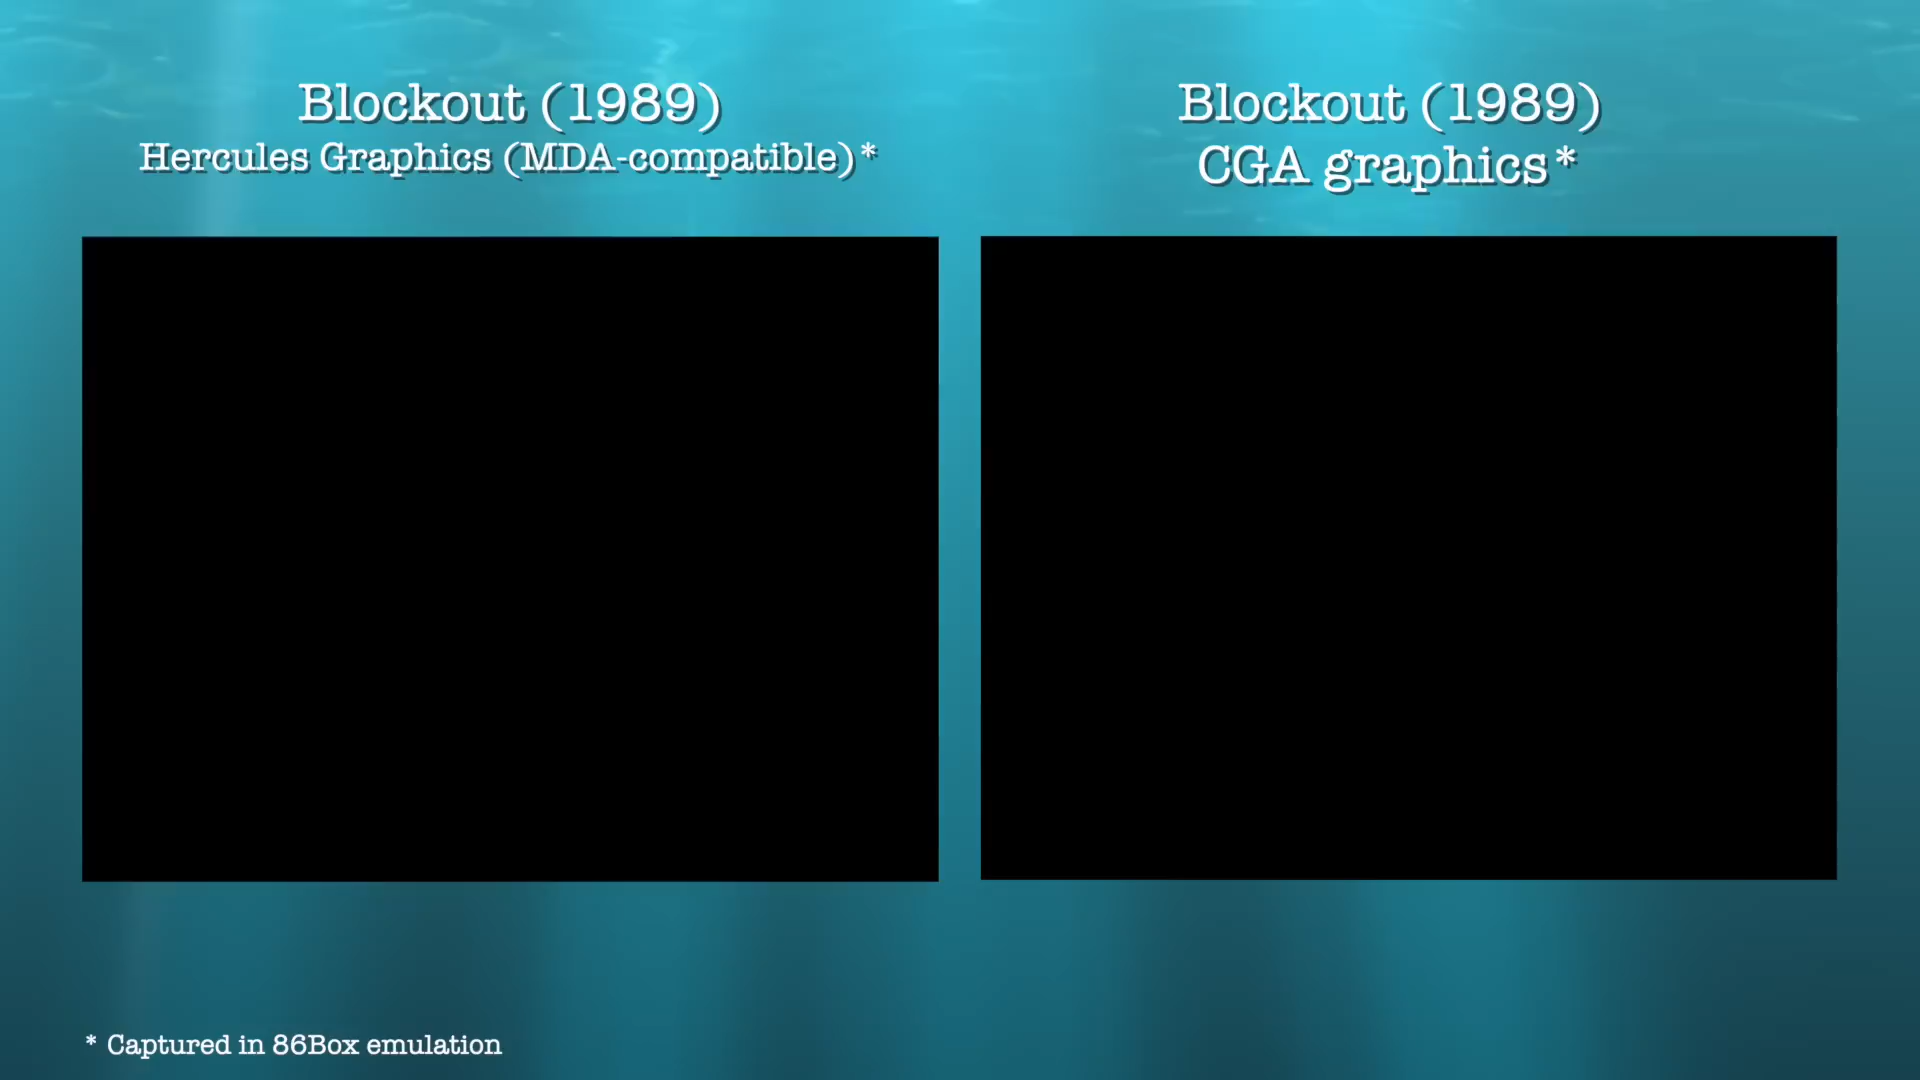 Blockout (1989)
Hercules Graphics (MDA-compatible)*
Blockout (1989)
CGA graphics*
* Captured in 86Box emulation